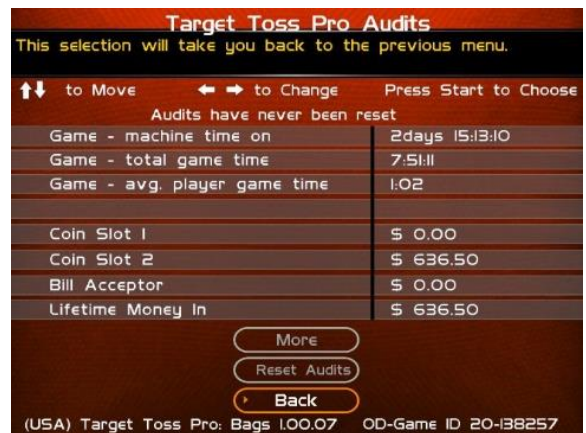 Target Toss Pro Audits
This selection will take you back to the previous menu.
to Move to Change Press Start to Choose
Audits have never been reset
Game - machine time on 2days 15:13:10
Game - total game time 7:51:11
Game - avg. player game time 1:02
Coin Slot 1 $ 0.00
Coin Slot 2 $ 636.50
Bill Acceptor $ 0.00
Lifetime Money In $ 636.50
More
Reset Audits
Back
(USA) Target Toss Pro: Bags 1.00.07 OD-Game ID 20-138257